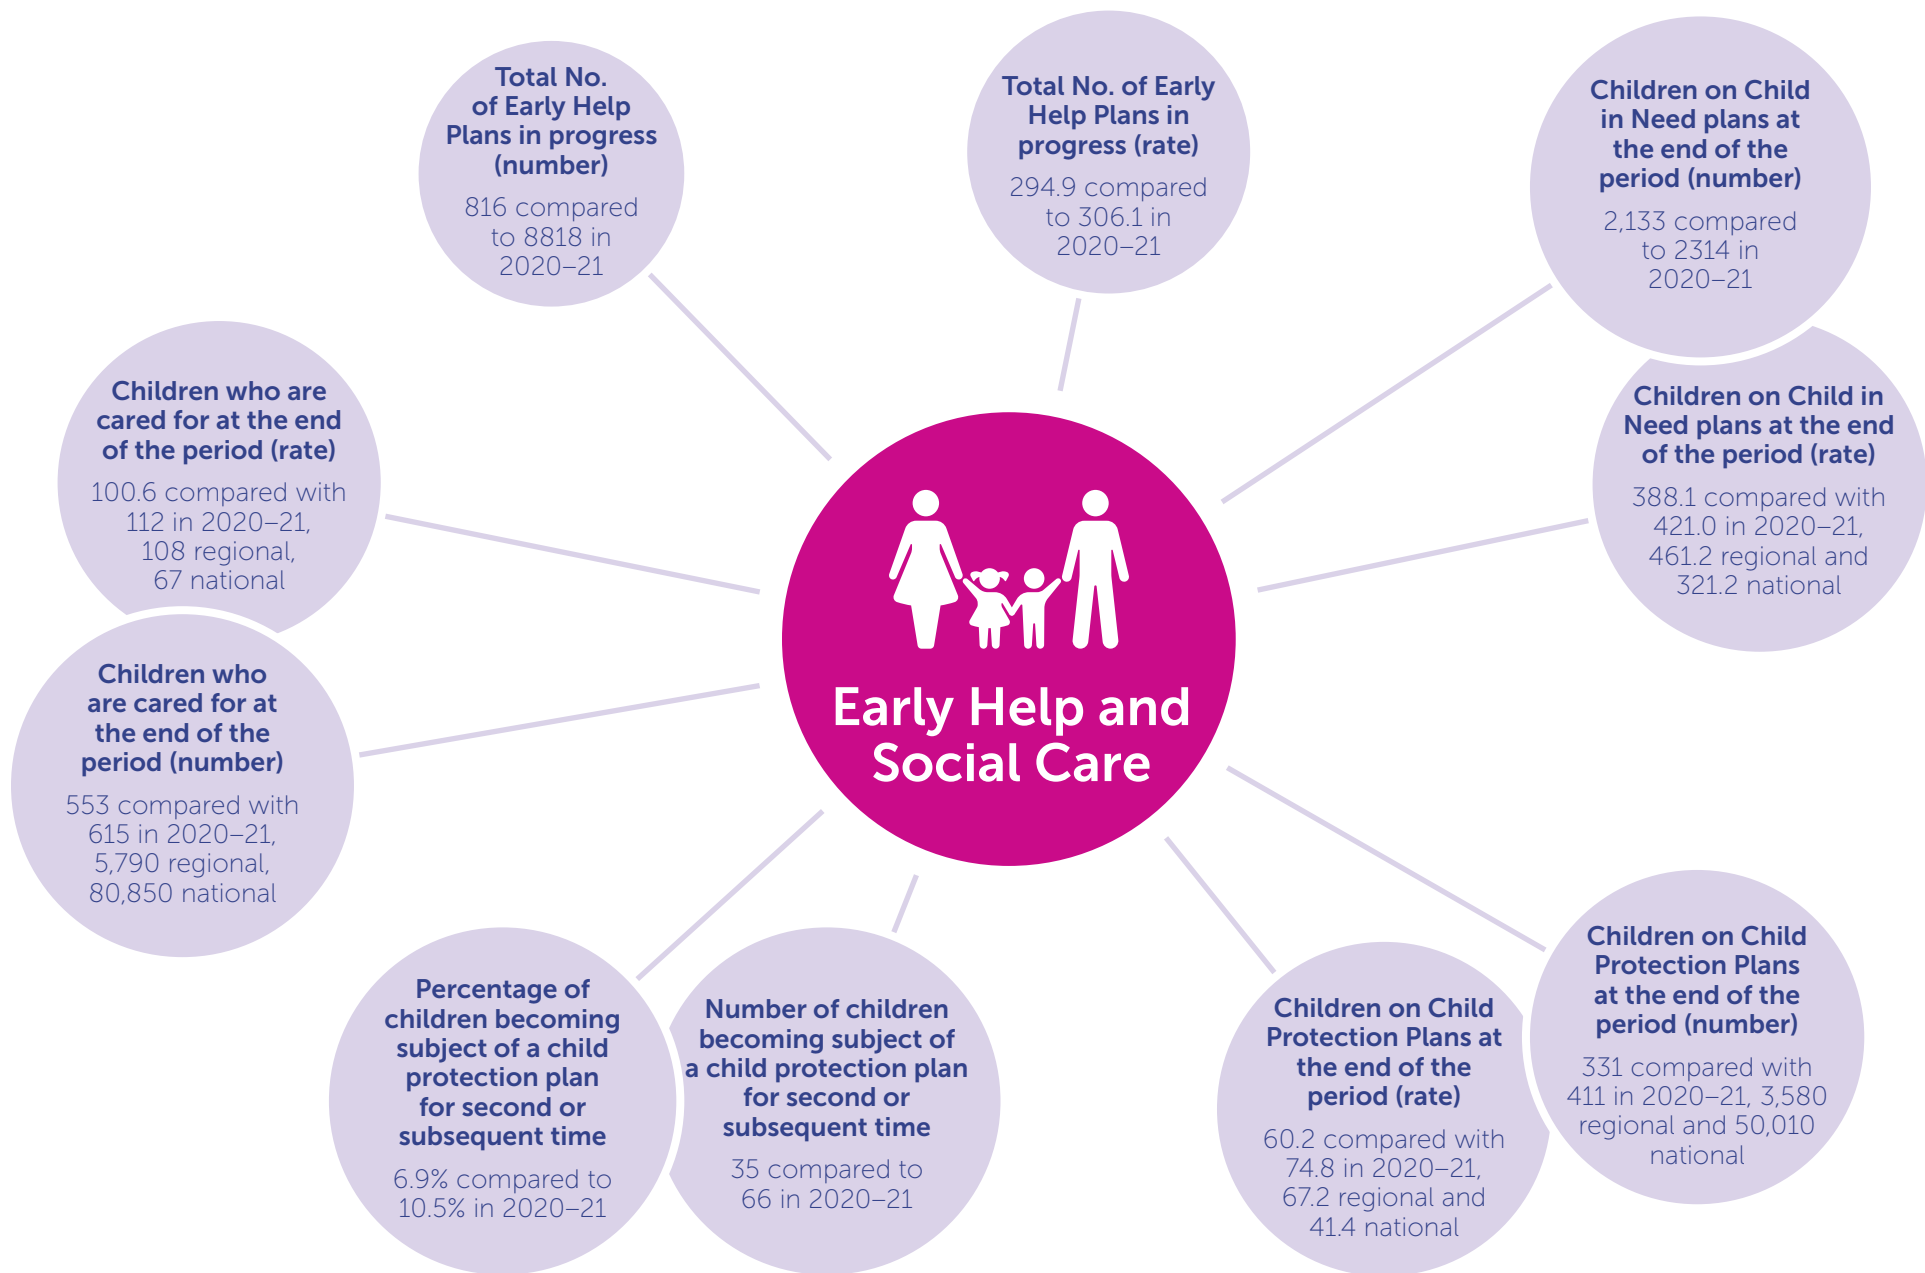 Total No.
of Early Help
Plans in progress
(number)
816 compared
to 8818 in
2020–21
Total No. of Early
Help Plans in
progress (rate)
294.9 compared
to 306.1 in
2020–21
Children on Child
in Need plans at
the end of the
period (number)
2,133 compared
to 2314 in
2020–21
Children on Child in
Need plans at the end
of the period (rate)
388.1 compared with
421.0 in 2020–21,
461.2 regional and
321.2 national
Children who are
cared for at the end
of the period (rate)
100.6 compared with
112 in 2020–21,
108 regional,
67 national
Children who
are cared for at
the end of the
period (number)
553 compared with
615 in 2020–21,
5,790 regional,
80,850 national
Early Help and
Social Care
Percentage of
children becoming
subject of a child
protection plan
for second or
subsequent time
6.9% compared to
10.5% in 2020–21
Number of children
becoming subject of
a child protection plan
for second or
subsequent time
35 compared to
66 in 2020–21
Children on Child
Protection Plans at
the end of the
period (rate)
60.2 compared with
74.8 in 2020–21,
67.2 regional and
41.4 national
Children on Child
Protection Plans
at the end of the
period (number)
331 compared with
411 in 2020–21, 3,580
regional and 50,010
national